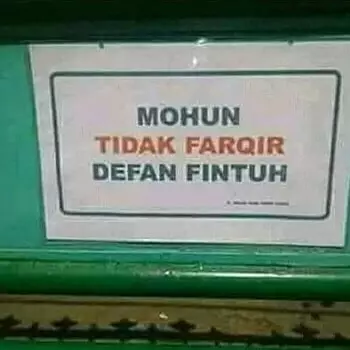 MOHUN
TIDAK FARQIR
DEFAN FINTUH